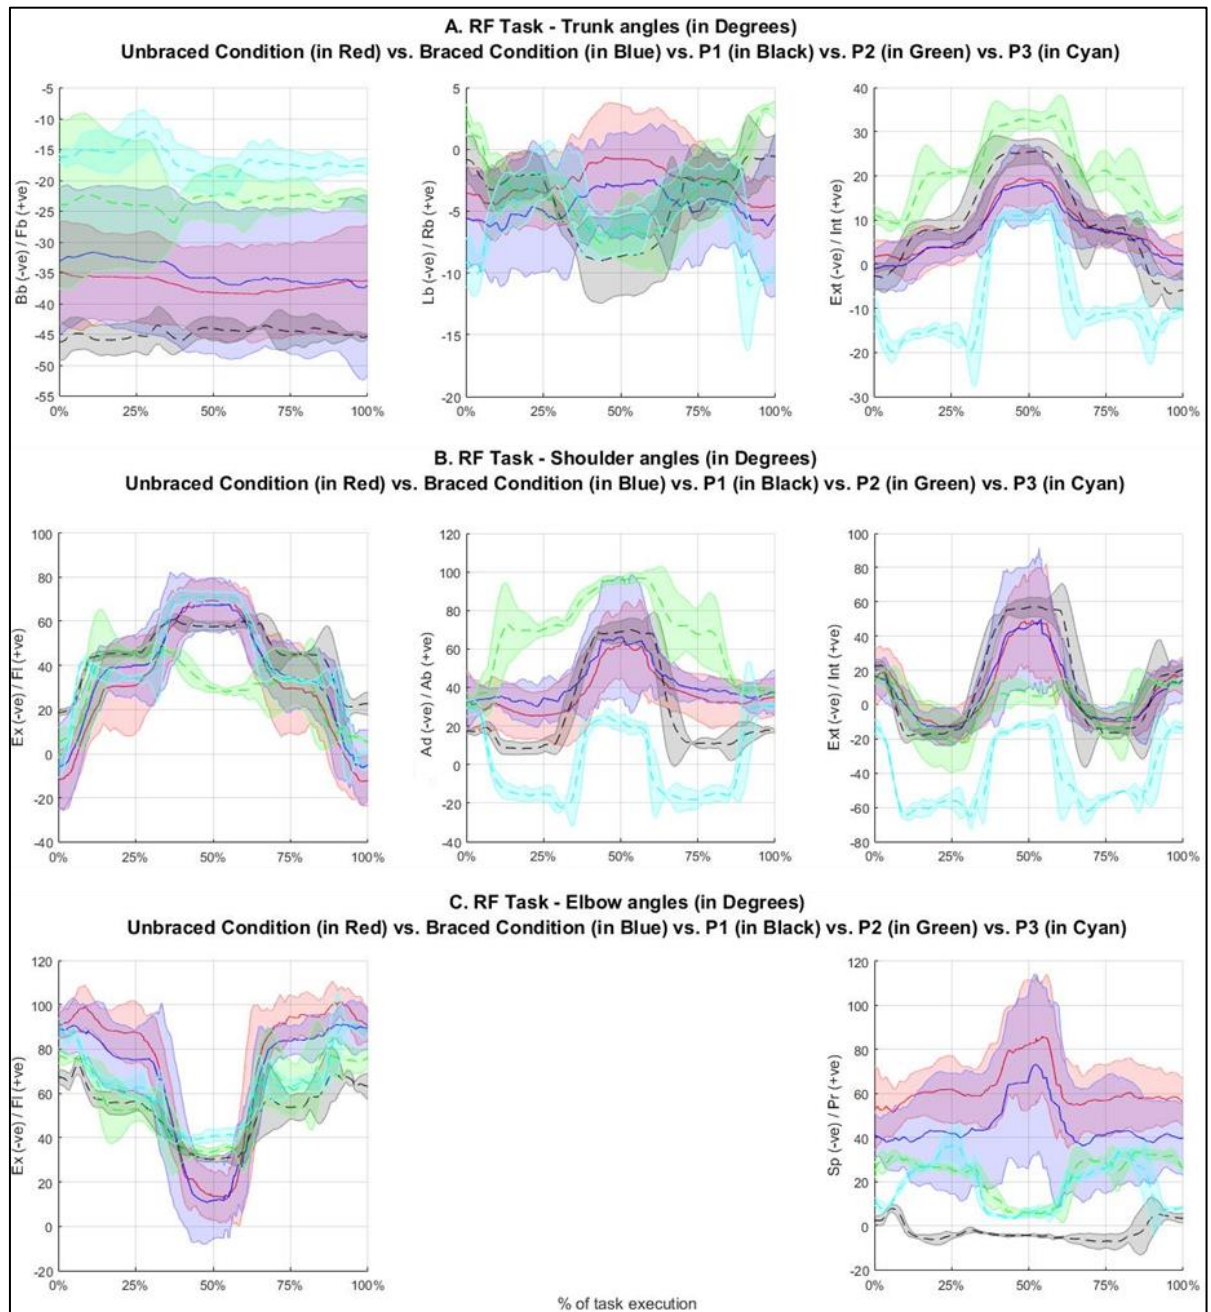 A. RF Task - Trunk angles (in Degrees)
Unbraced Condition (in Red) vs. Braced Condition (in Blue) vs. P1 (in Black) vs. P2 (in Green) vs. P3 (in Cyan)
Bb (-ve) / Fb (+ve)
-5
-10
-15
-20
-25
-30
-35
-40
-45
-50
-55
0% 25% 50% 75% 100%
Lb (-ve) / Rb (+ve)
5
0
-5
-10
-15
-20
0% 25% 50% 75% 100%
Ext (-ve) / Int (+ve)
40
30
20
10
0
-10
-20
-30
0% 25% 50% 75% 100%
B. RF Task - Shoulder angles (in Degrees)
Unbraced Condition (in Red) vs. Braced Condition (in Blue) vs. P1 (in Black) vs. P2 (in Green) vs. P3 (in Cyan)
Ex (-ve) / Fl (+ve)
100
80
60
40
20
0
-20
-40
0% 25% 50% 75% 100%
Ad (-ve) / Ab (+ve)
120
100
80
60
40
20
0
-20
-40
0% 25% 50% 75% 100%
Ext (-ve) / Int (+ve)
100
80
60
40
20
0
-20
-40
-60
-80
0% 25% 50% 75% 100%
C. RF Task - Elbow angles (in Degrees)
Unbraced Condition (in Red) vs. Braced Condition (in Blue) vs. P1 (in Black) vs. P2 (in Green) vs. P3 (in Cyan)
Ex (-ve) / Fl (+ve)
120
100
80
60
40
20
0
-20
0% 25% 50% 75% 100%
Sp (-ve) / Pr (+ve)
120
100
80
60
40
20
0
-20
0% 25% 50% 75% 100%
% of task execution